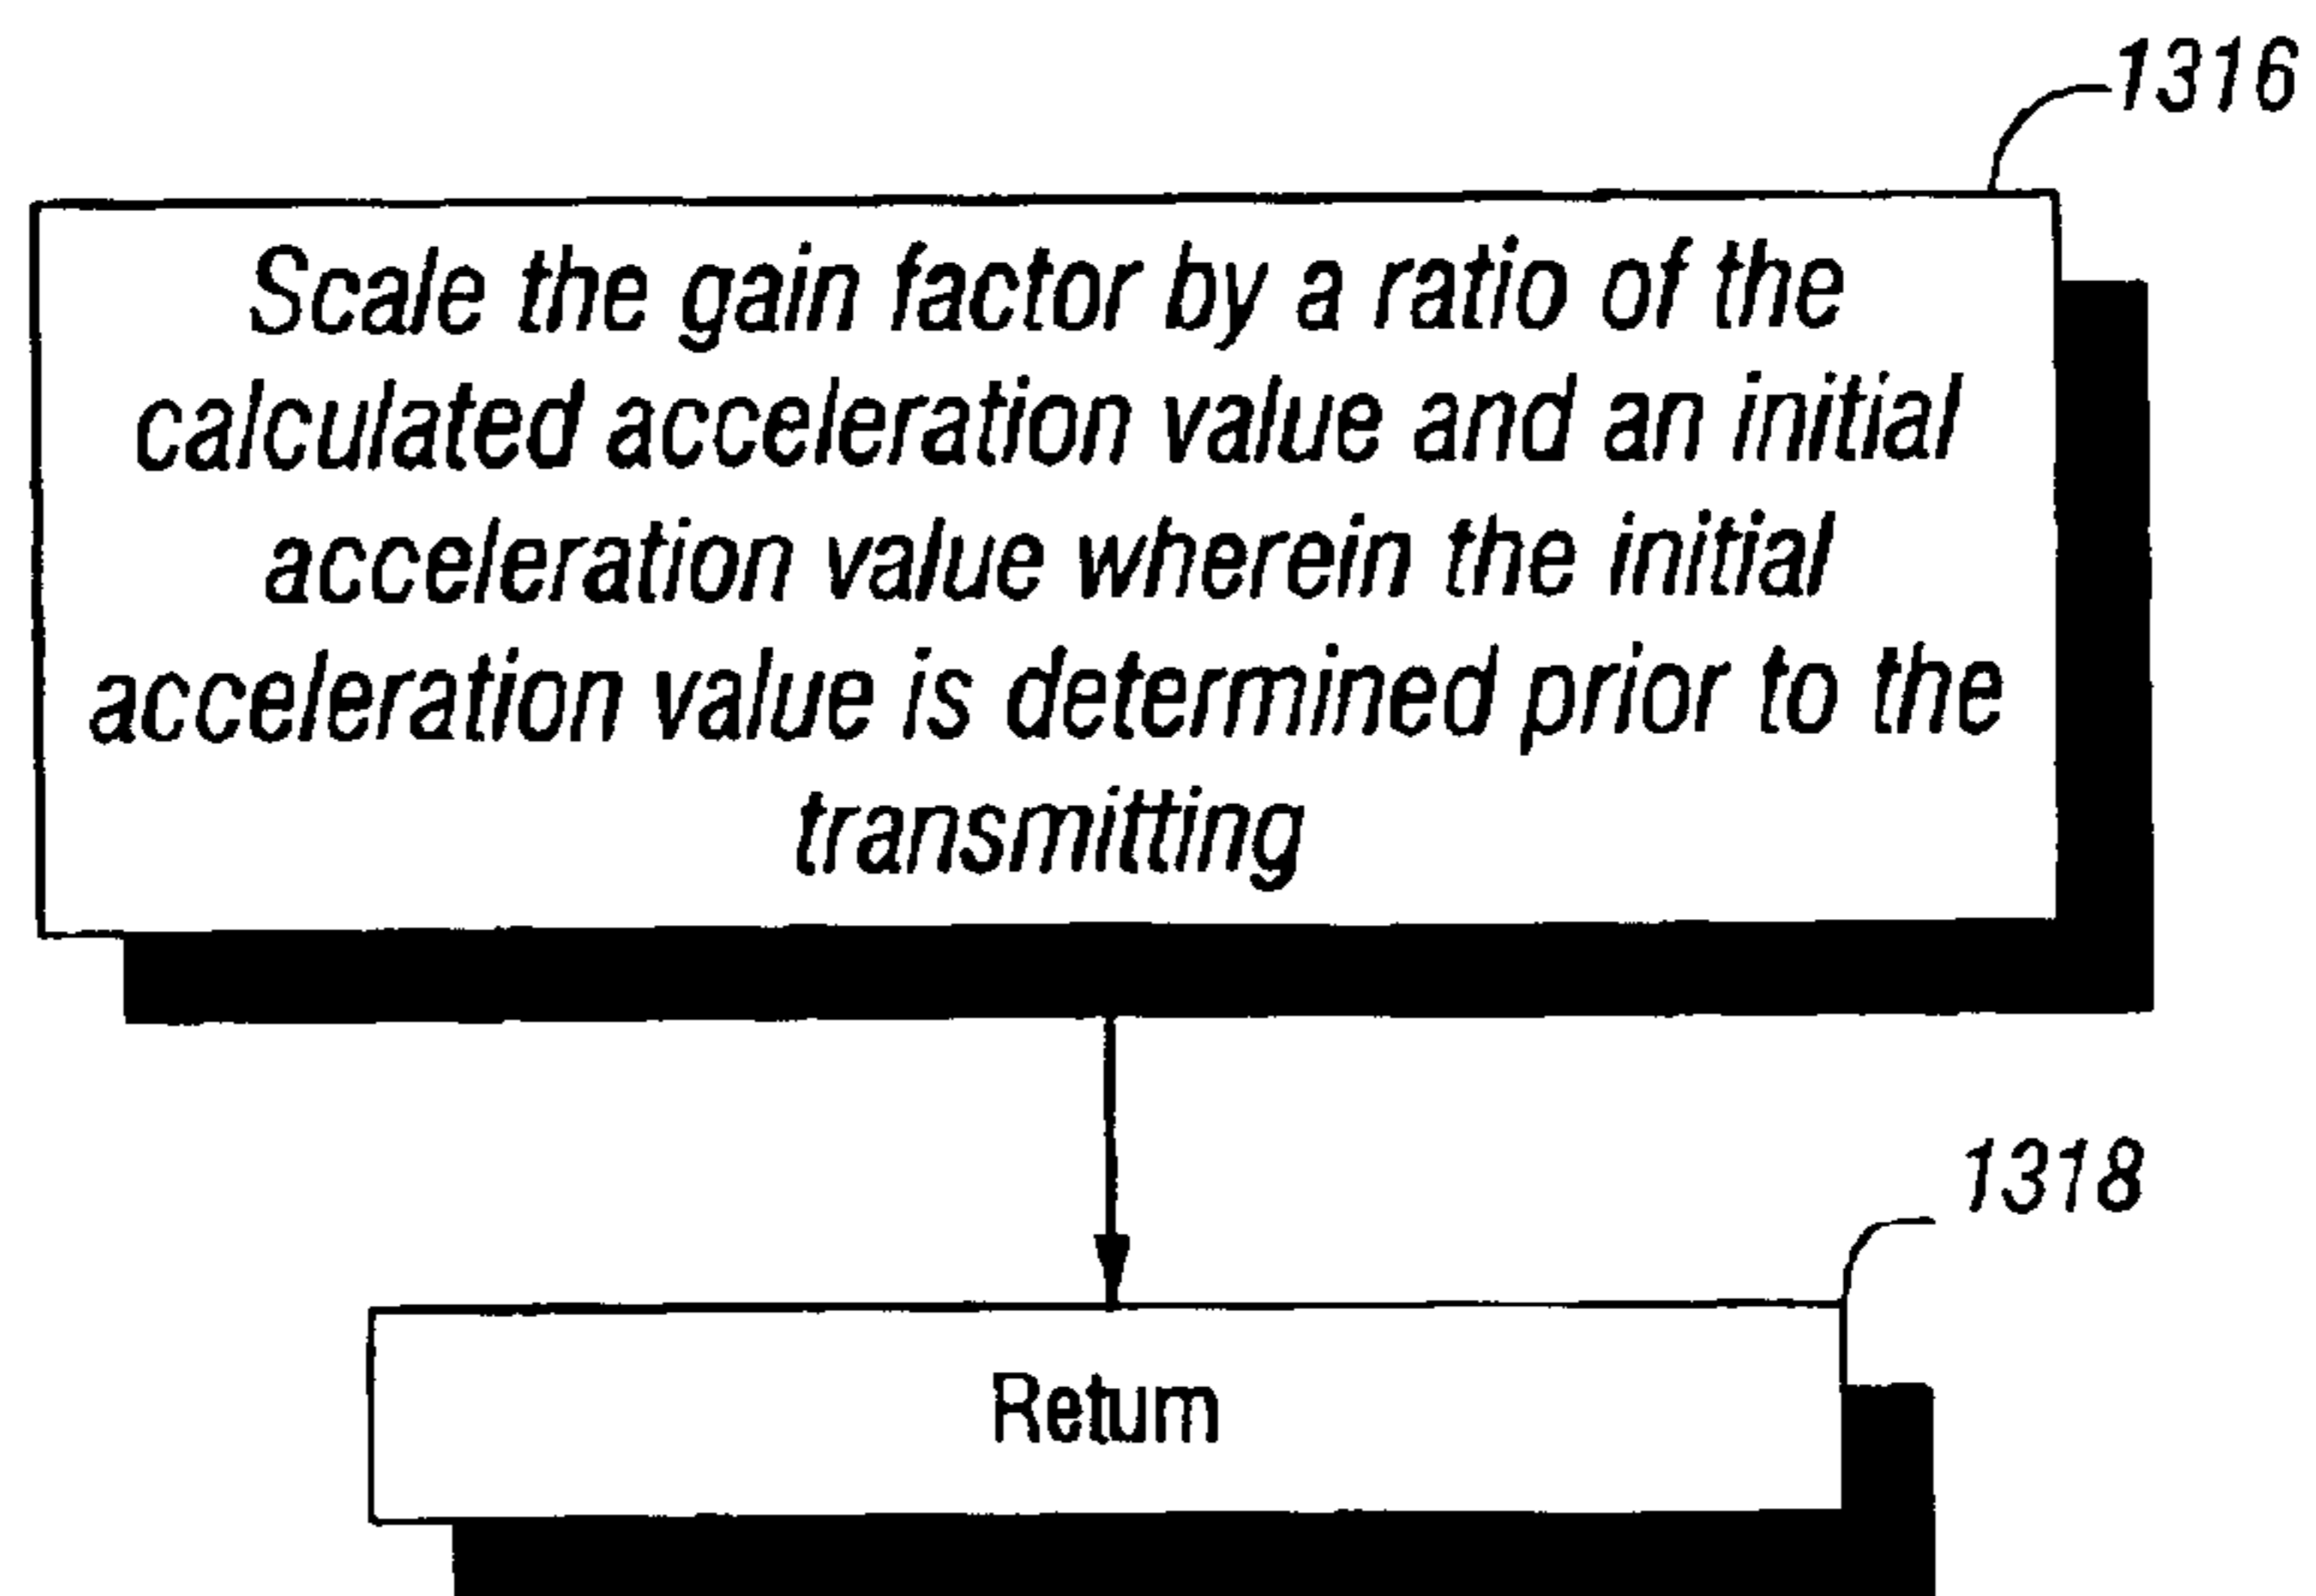 1316
Scale the gain factor by a ratio of the
calculated acceleration value and an initial
acceleration value wherein the initial
acceleration value is determined prior to the
transmitting
1318
Return